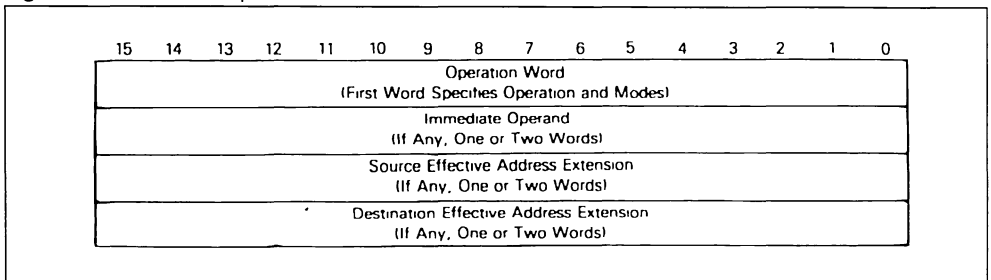 15 14 13 12 11 10 9 8 7 6 5 4 3 2 1 0
Operation Word
(First Word Specifies Operation and Modes)
Immediate Operand
(If Any, One or Two Words)
Source Effective Address Extension
(If Any, One or Two Words)
Destination Effective Address Extension
(If Any, One or Two Words)